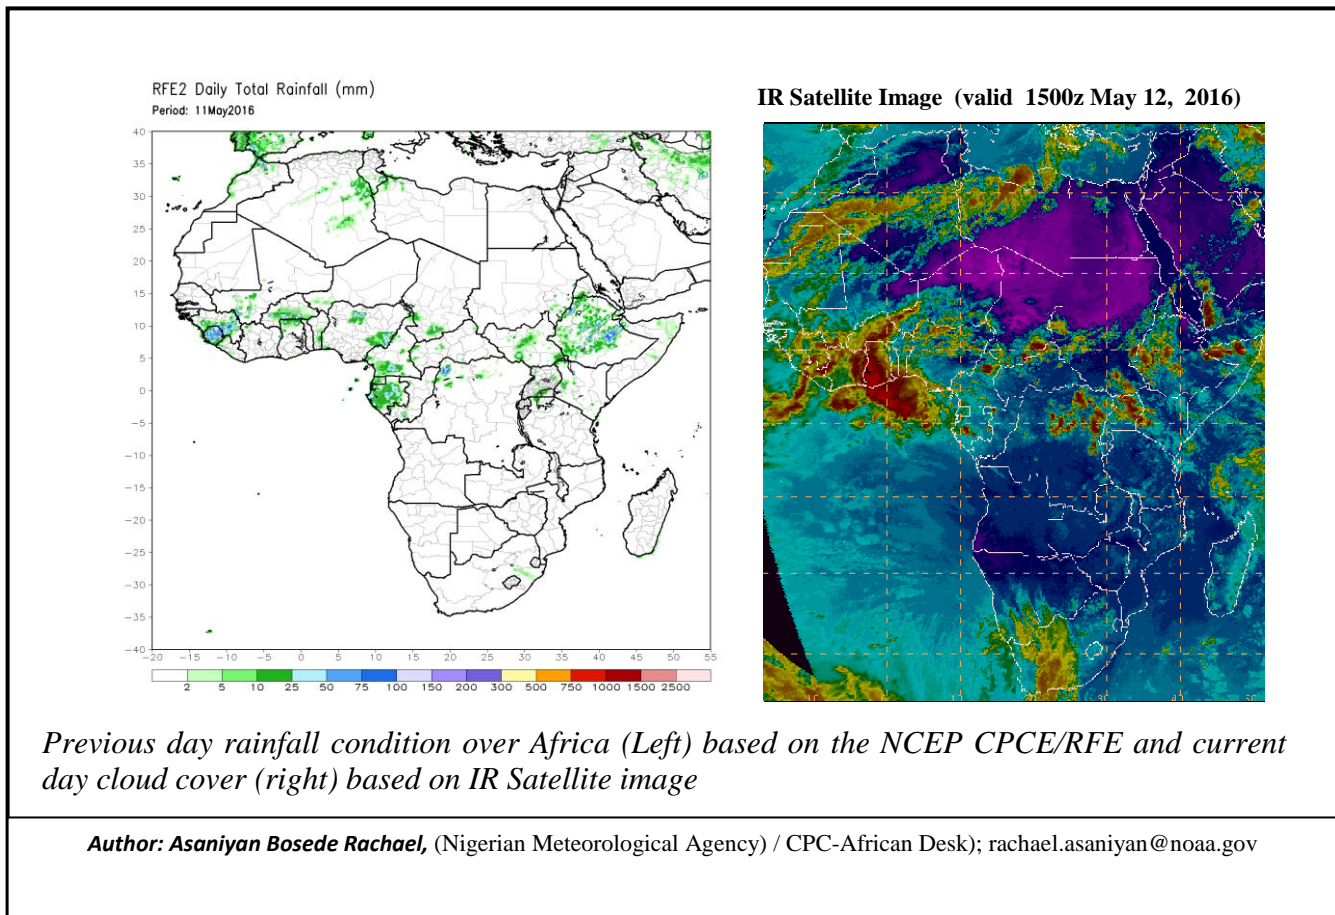 RFE2 Daily Total Rainfall (mm)
Period: 11May2016
IR Satellite Image (valid 1500z May 12, 2016)
40
35
30
25
20
15
10
5
0
−5
−10
−15
−20
−25
−30
−35
−40
−20 −15 −10 −5 0 5 10 15 20 25 30 35 40 45 50 55
2 5 10 25 50 75 100 150 200 300 500 750 1000 1500 2500
Previous day rainfall condition over Africa (Left) based on the NCEP CPCE/RFE and current
day cloud cover (right) based on IR Satellite image
Author: Asaniyan Bosede Rachael, (Nigerian Meteorological Agency) / CPC-African Desk); rachael.asaniyan@noaa.gov